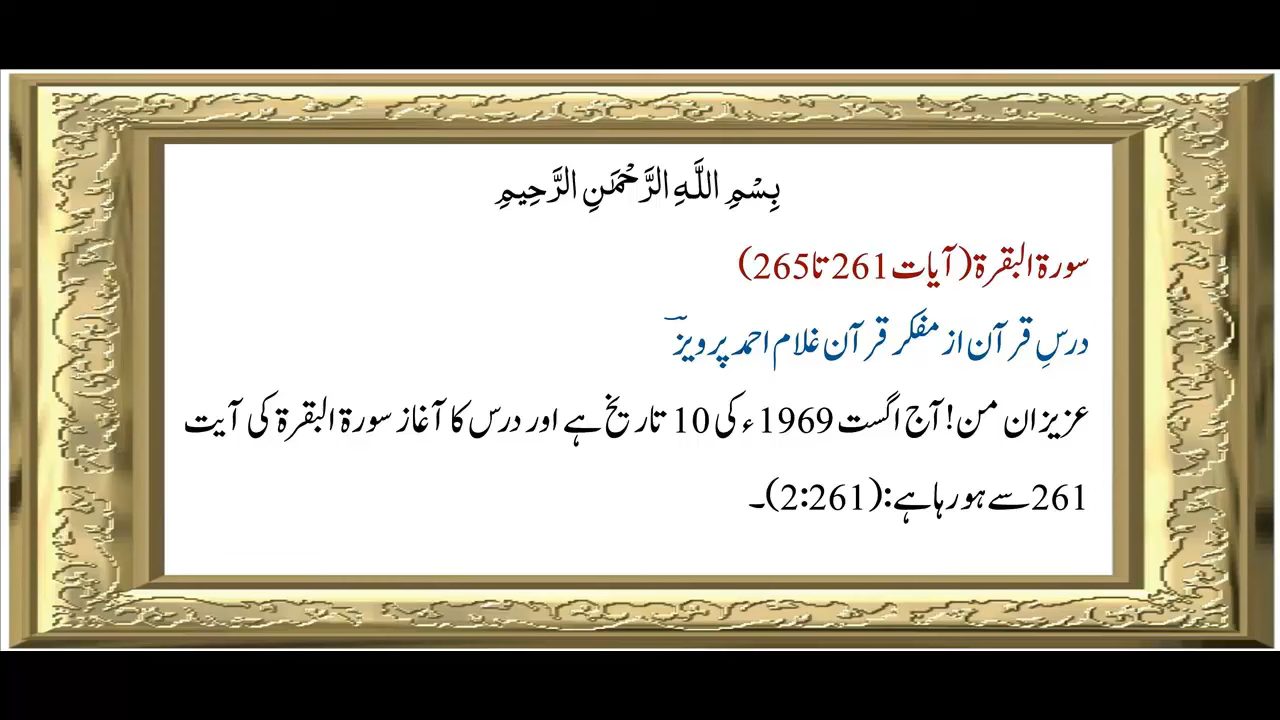 بِسْمِ اللَّهِ الرَّحْمَٰنِ الرَّحِيمِ
سورۃ البقرۃ (آیات 261 تا 265)
درسِ قرآن از مفکر قرآن غلام احمد پرویزؔ
عزیزان من! آج اگست 1969ء کی 10 تاریخ ہے اور درس کا آغاز سورۃ البقرۃ کی آیت
261 سے ہو رہا ہے: (2:261)۔